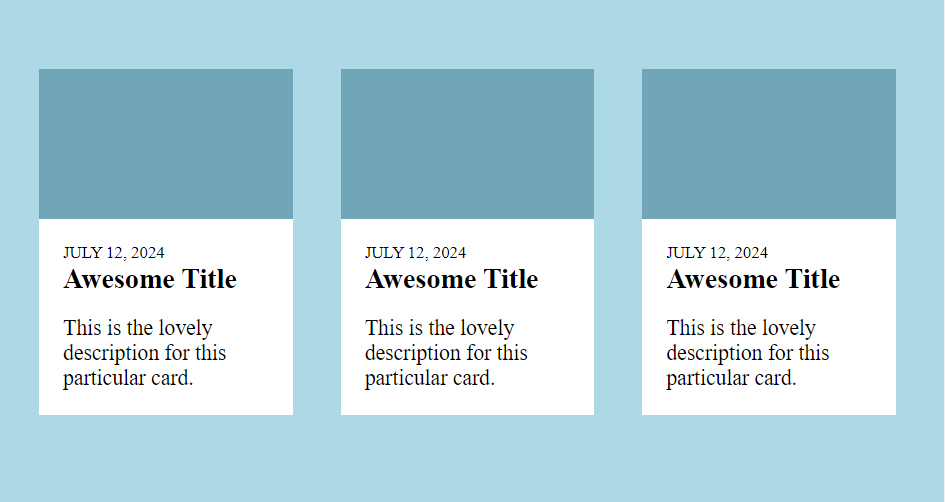 JULY 12, 2024
Awesome Title
This is the lovely
description for this
particular card.
JULY 12, 2024
Awesome Title
This is the lovely
description for this
particular card.
JULY 12, 2024
Awesome Title
This is the lovely
description for this
particular card.